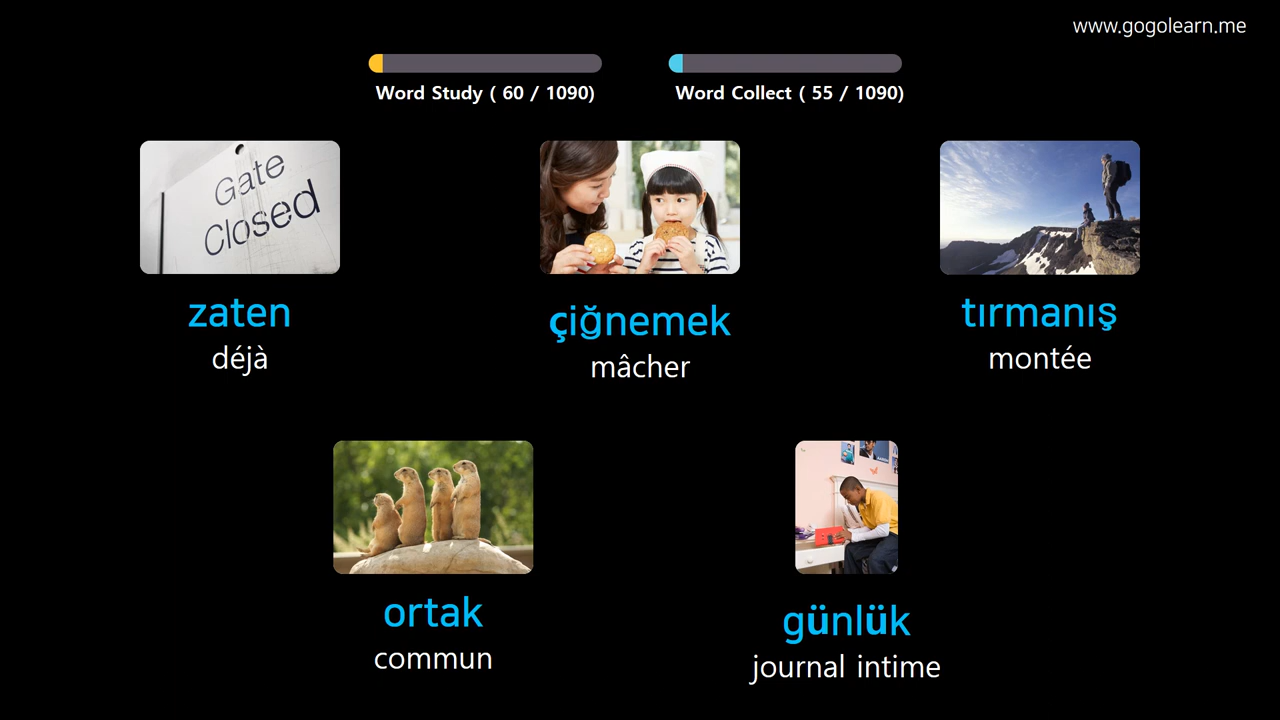 www.gogolearn.me
Word Study ( 60 / 1090)
Word Collect ( 55 / 1090)
Gate
Closed
zaten
déjà
çiğnemek
mâcher
tırmanış
montée
ortak
commun
günlük
journal intime